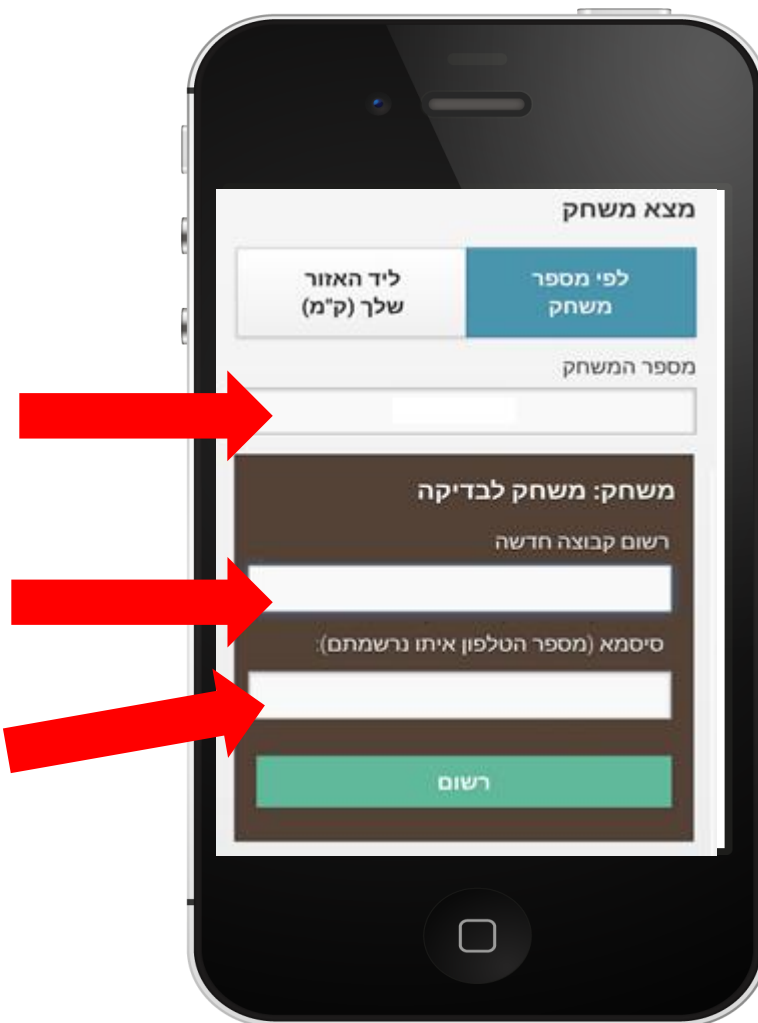 מצא משחק
לפי מספר
משחק
ליד האזור
שלך (ק"מ)
מספר המשחק
משחק: משחק לבדיקה
רשום קבוצה חדשה
סיסמא (מספר הטלפון איתו נרשמתם):
רשום